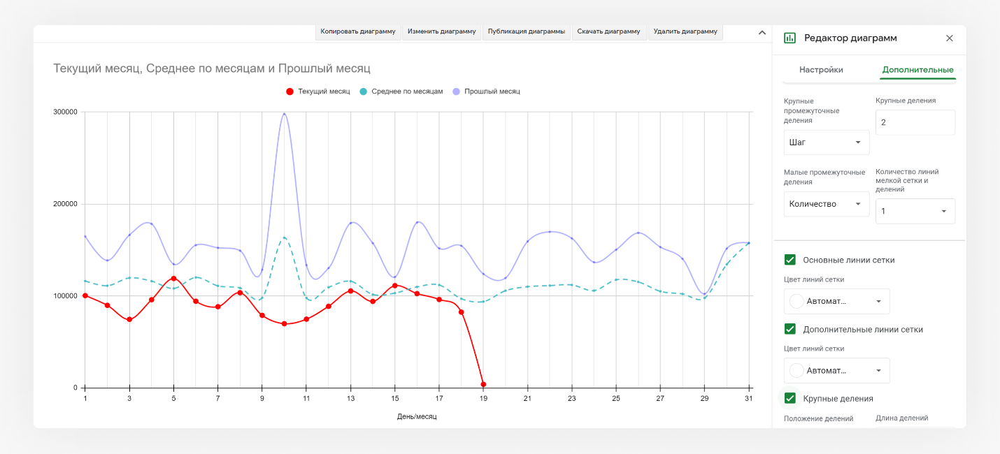 Копировать диаграмму
Изменить диаграмму
Публикация диаграммы
Скачать диаграмму
Удалить диаграмму
Текущий месяц, Среднее по месяцам и Прошлый месяц
Текущий месяц
Среднее по месяцам
Прошлый месяц
300000
200000
100000
0
1 3 5 7 9 11 13 15 17 19 21 23 25 27 29 31
День/месяц
Редактор диаграмм
Настройки
Дополнительные
Крупные
промежуточные
деления
Шаг
Крупные деления
2
Малые промежуточные
деления
Количество
Количество линий
мелкой сетки и
делений
1
Основные линии сетки
Цвет линий сетки
Автомат...
Дополнительные линии сетки
Цвет линий сетки
Автомат...
Крупные деления
Положение делений
Длина делений